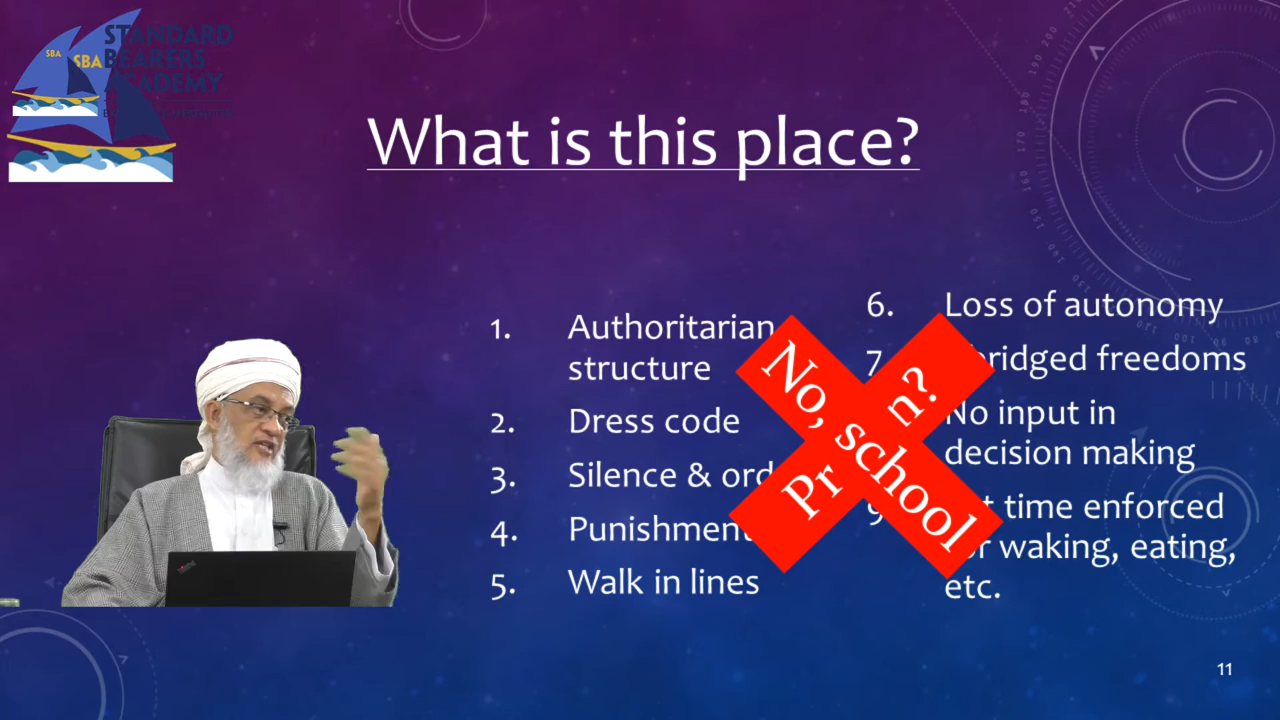 STANDARD
BEARERS
ACADEMY
SBA
SBA
What is this place?
1. Authoritarian
structure
2. Dress code
3. Silence & ord
4. Punishment
5. Walk in lines
6. Loss of autonomy
7 bridged freedoms
No input in
decision making
9 t time enforced
r waking, eating,
etc.
No, school
Pr n?
11